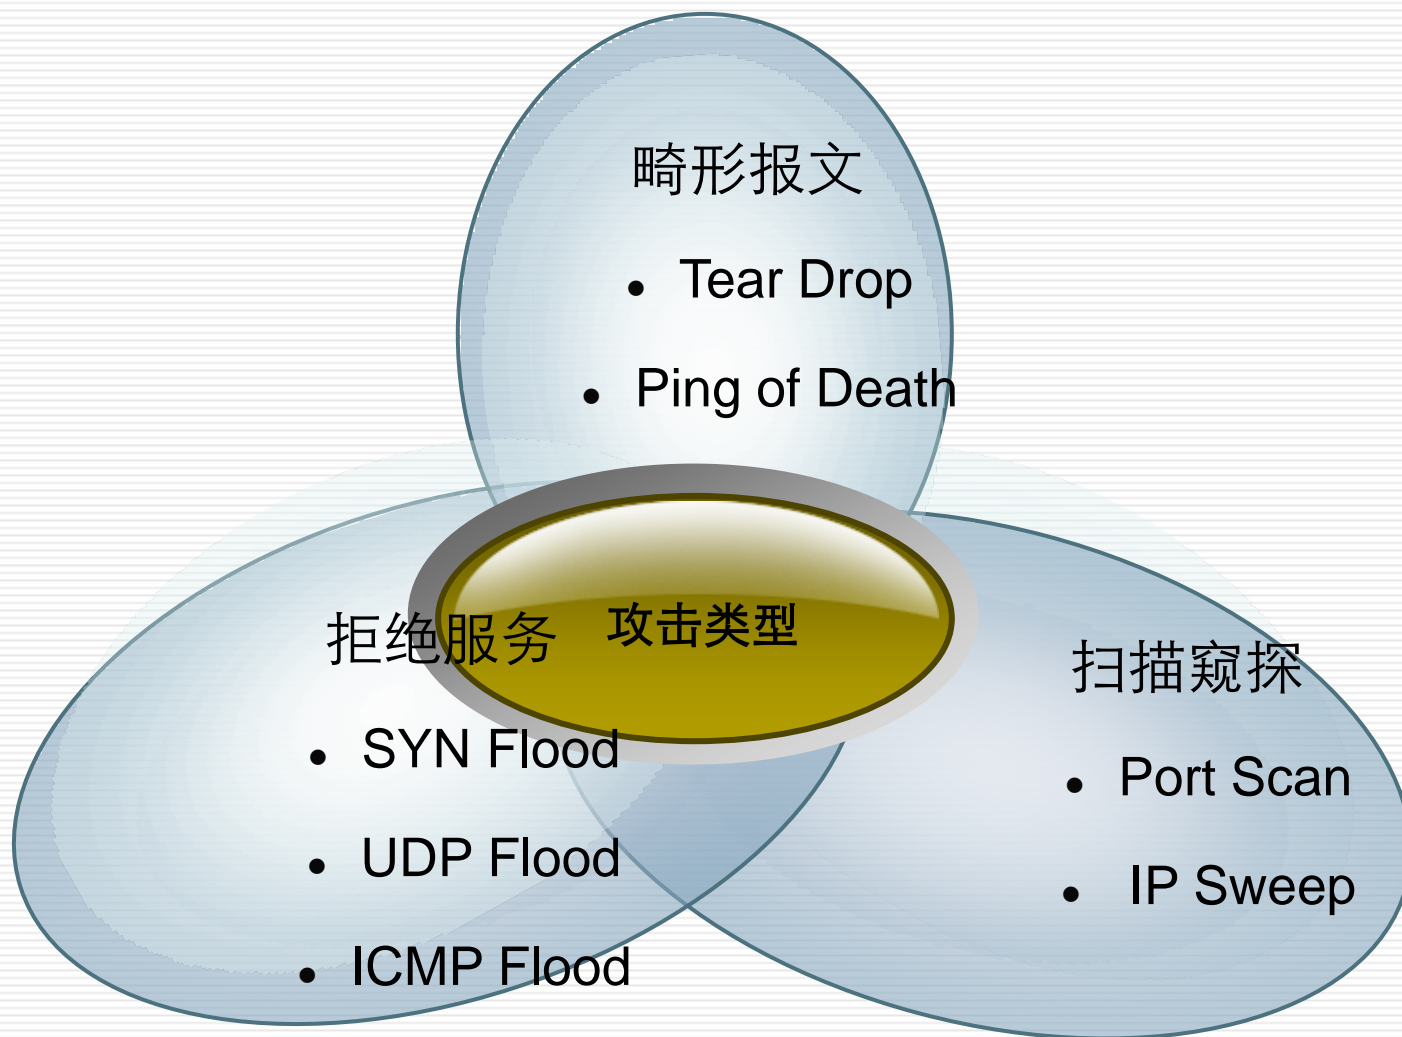 畸形报文
• Tear Drop
• Ping of Death
攻击类型
拒绝服务
• SYN Flood
• UDP Flood
• ICMP Flood
扫描窥探
• Port Scan
• IP Sweep